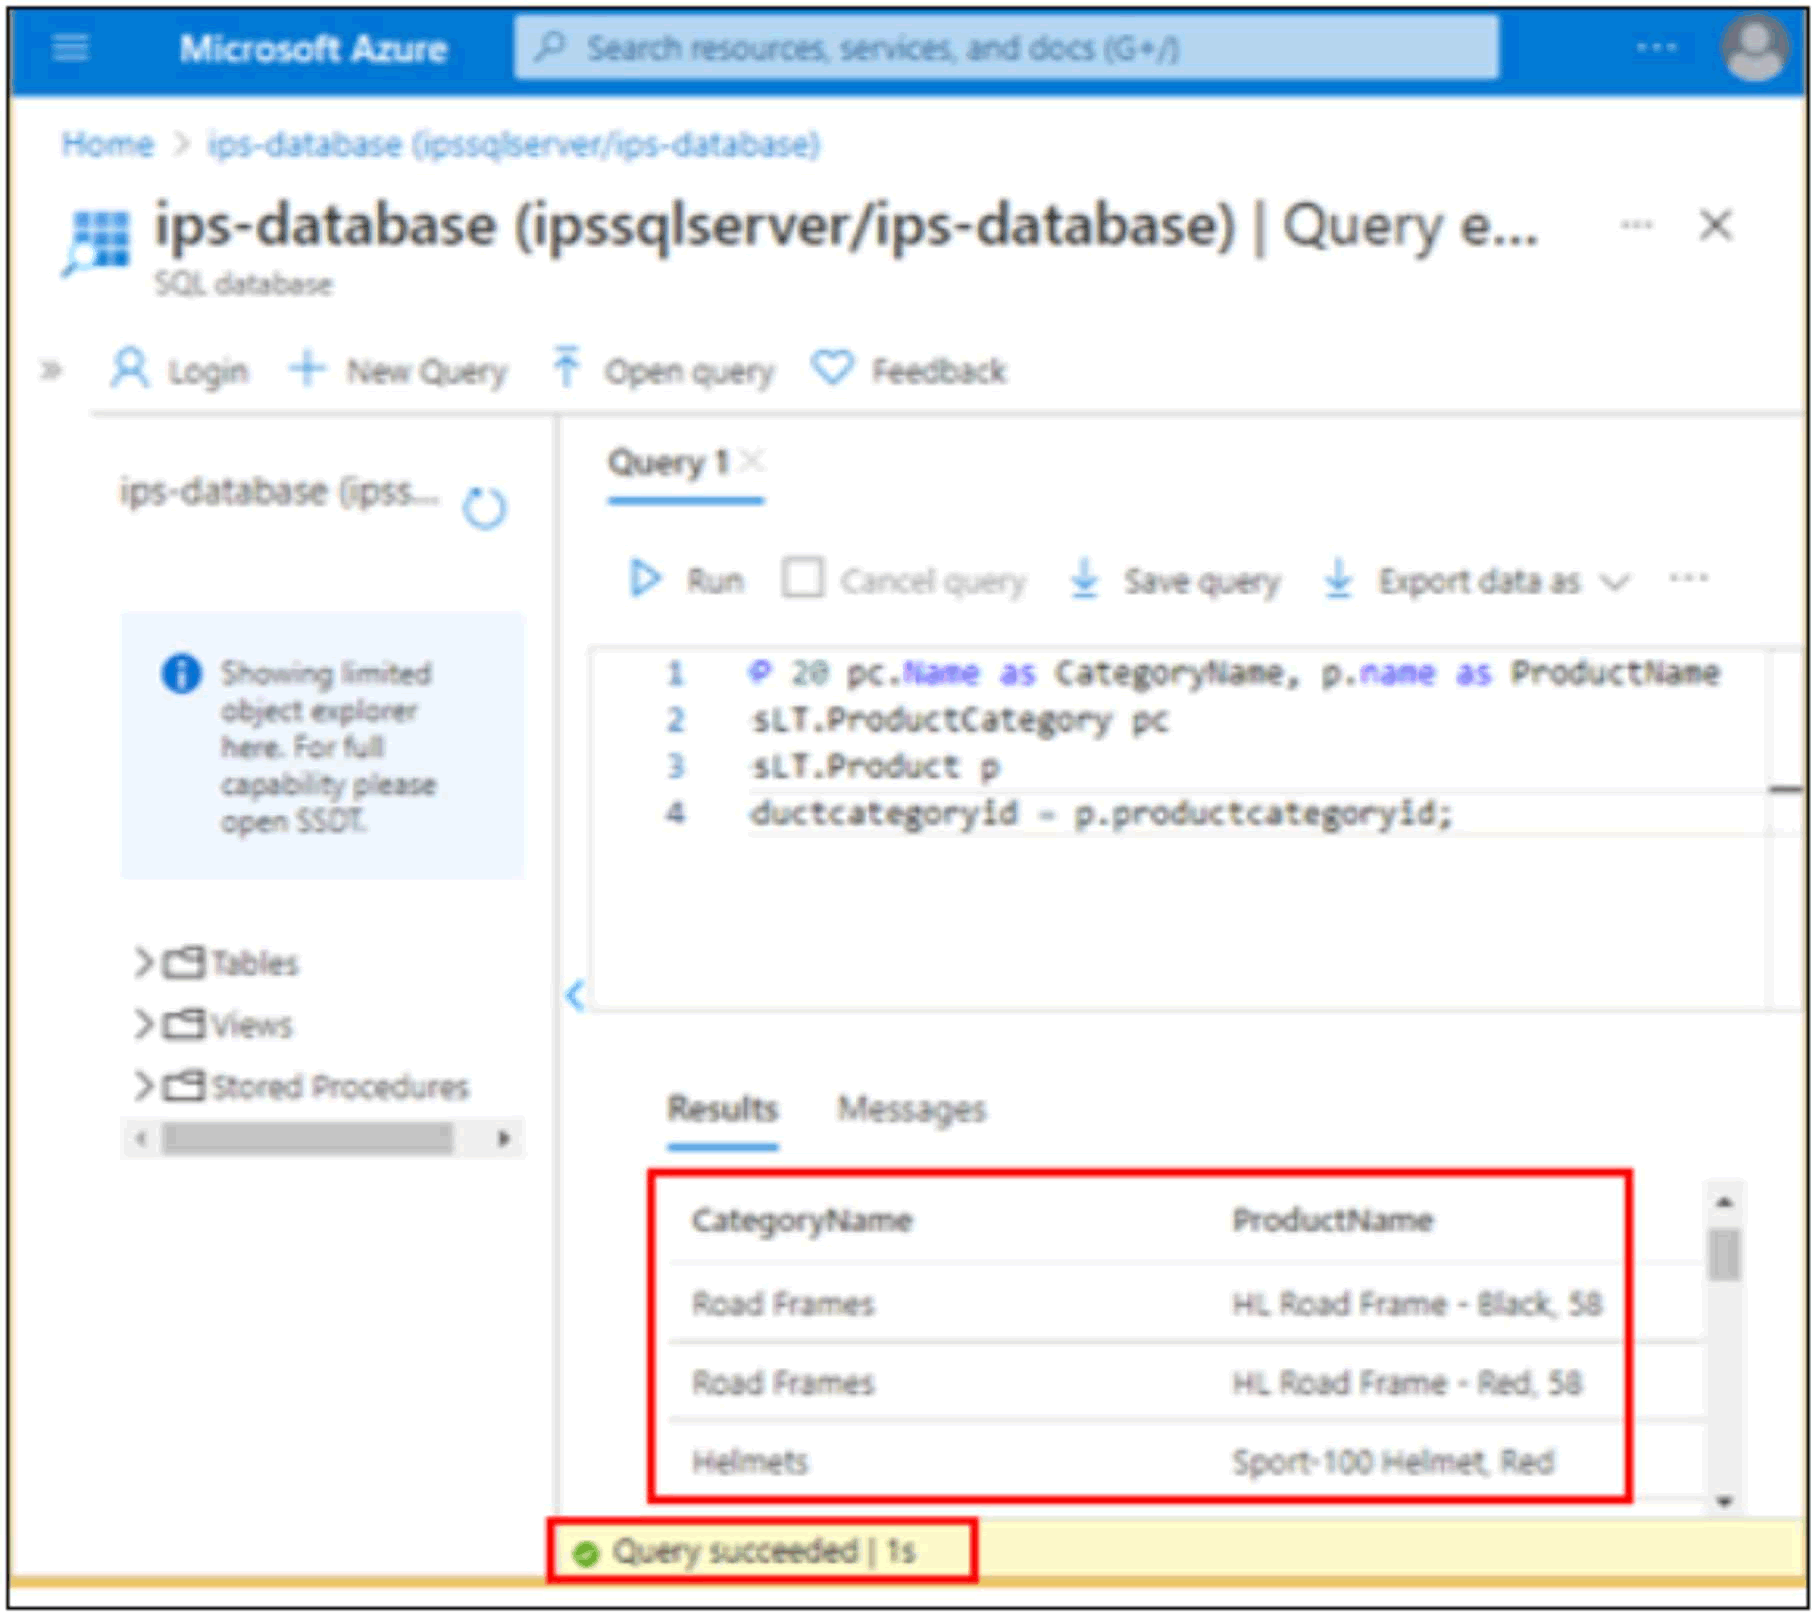 Microsoft Azure
Search resources, services, and docs (G+/)
...
Home > ips-database (ipssqlserver/ips-database)
ips-database (ipssqlserver/ips-database) | Query e...
SQL database
» Login + New Query Open query Feedback
ips-database (ipss...
Query 1
Run Cancel query Save query Export data as ...
Showing limited
object explorer
here. For full
capability please
open SSDT.
1 P 20 pc.Name as CategoryName, p.name as ProductName
2 sLT.ProductCategory pc
3 sLT.Product p
4 ductcategoryid = p.productcategoryid;
Tables
Views
Stored Procedures
Results Messages
CategoryName ProductName
Road Frames HL Road Frame - Black, 58
Road Frames HL Road Frame - Red, 58
Helmets Sport-100 Helmet, Red
Query succeeded | 1s